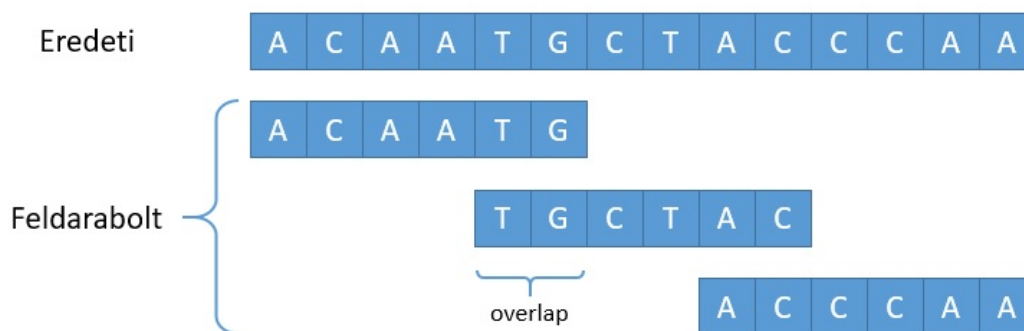 Eredeti A C A A T G C T A C C C A A
A C A A T G
Feldarabolt T G C T A C
overlap
A C C C A A